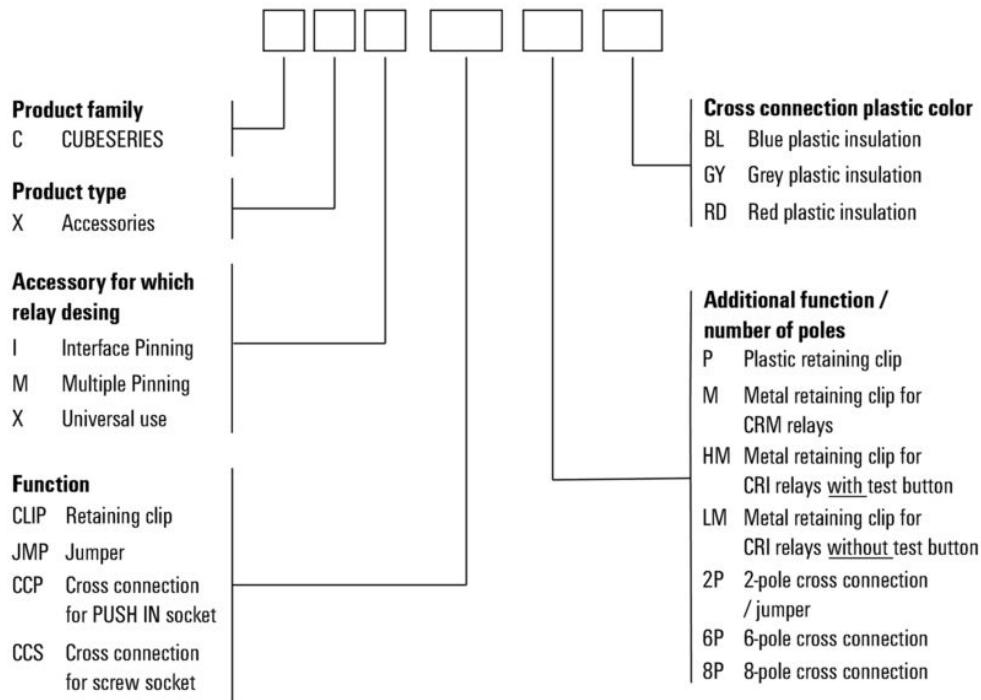 Product family
C CUBESERIES
Product type
X Accessories
Accessory for which
relay desing
I Interface Pinning
M Multiple Pinning
X Universal use
Function
CLIP Retaining clip
JMP Jumper
CCP Cross connection
for PUSH IN socket
CCS Cross connection
for screw socket
Cross connection plastic color
BL Blue plastic insulation
GY Grey plastic insulation
RD Red plastic insulation
Additional function /
number of poles
P Plastic retaining clip
M Metal retaining clip for
CRM relays
HM Metal retaining clip for
CRI relays with test button
LM Metal retaining clip for
CRI relays without test button
2P 2-pole cross connection
/ jumper
6P 6-pole cross connection
8P 8-pole cross connection